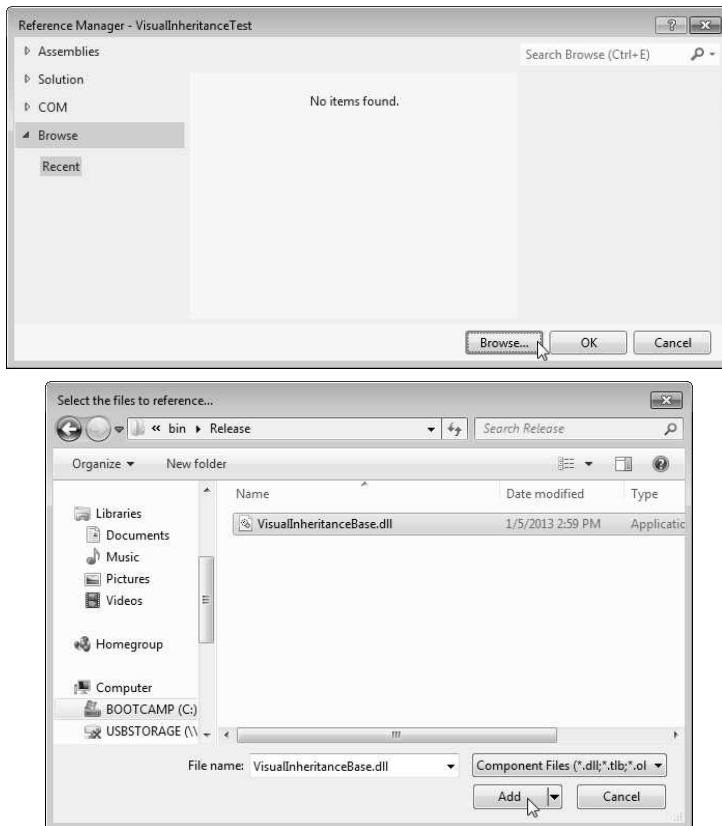 Reference Manager - VisualInheritanceTest
Assemblies
Search Browse (Ctrl+E)
Solution
COM
No items found.
Browse
Recent
Browse...
OK
Cancel
Select the files to reference...
« bin Release
Search Release
Organize
New folder
Name
Date modified
Type
Libraries
Documents
Music
Pictures
Videos
VisualInheritanceBase.dll
1/5/2013 2:59 PM
Applicatic
Homegroup
Computer
BOOTCAMP (C:)
USBSTORAGE (\\
File name:
VisualInheritanceBase.dll
Component Files (*.dll;*.tlb;*.ol
Add
Cancel